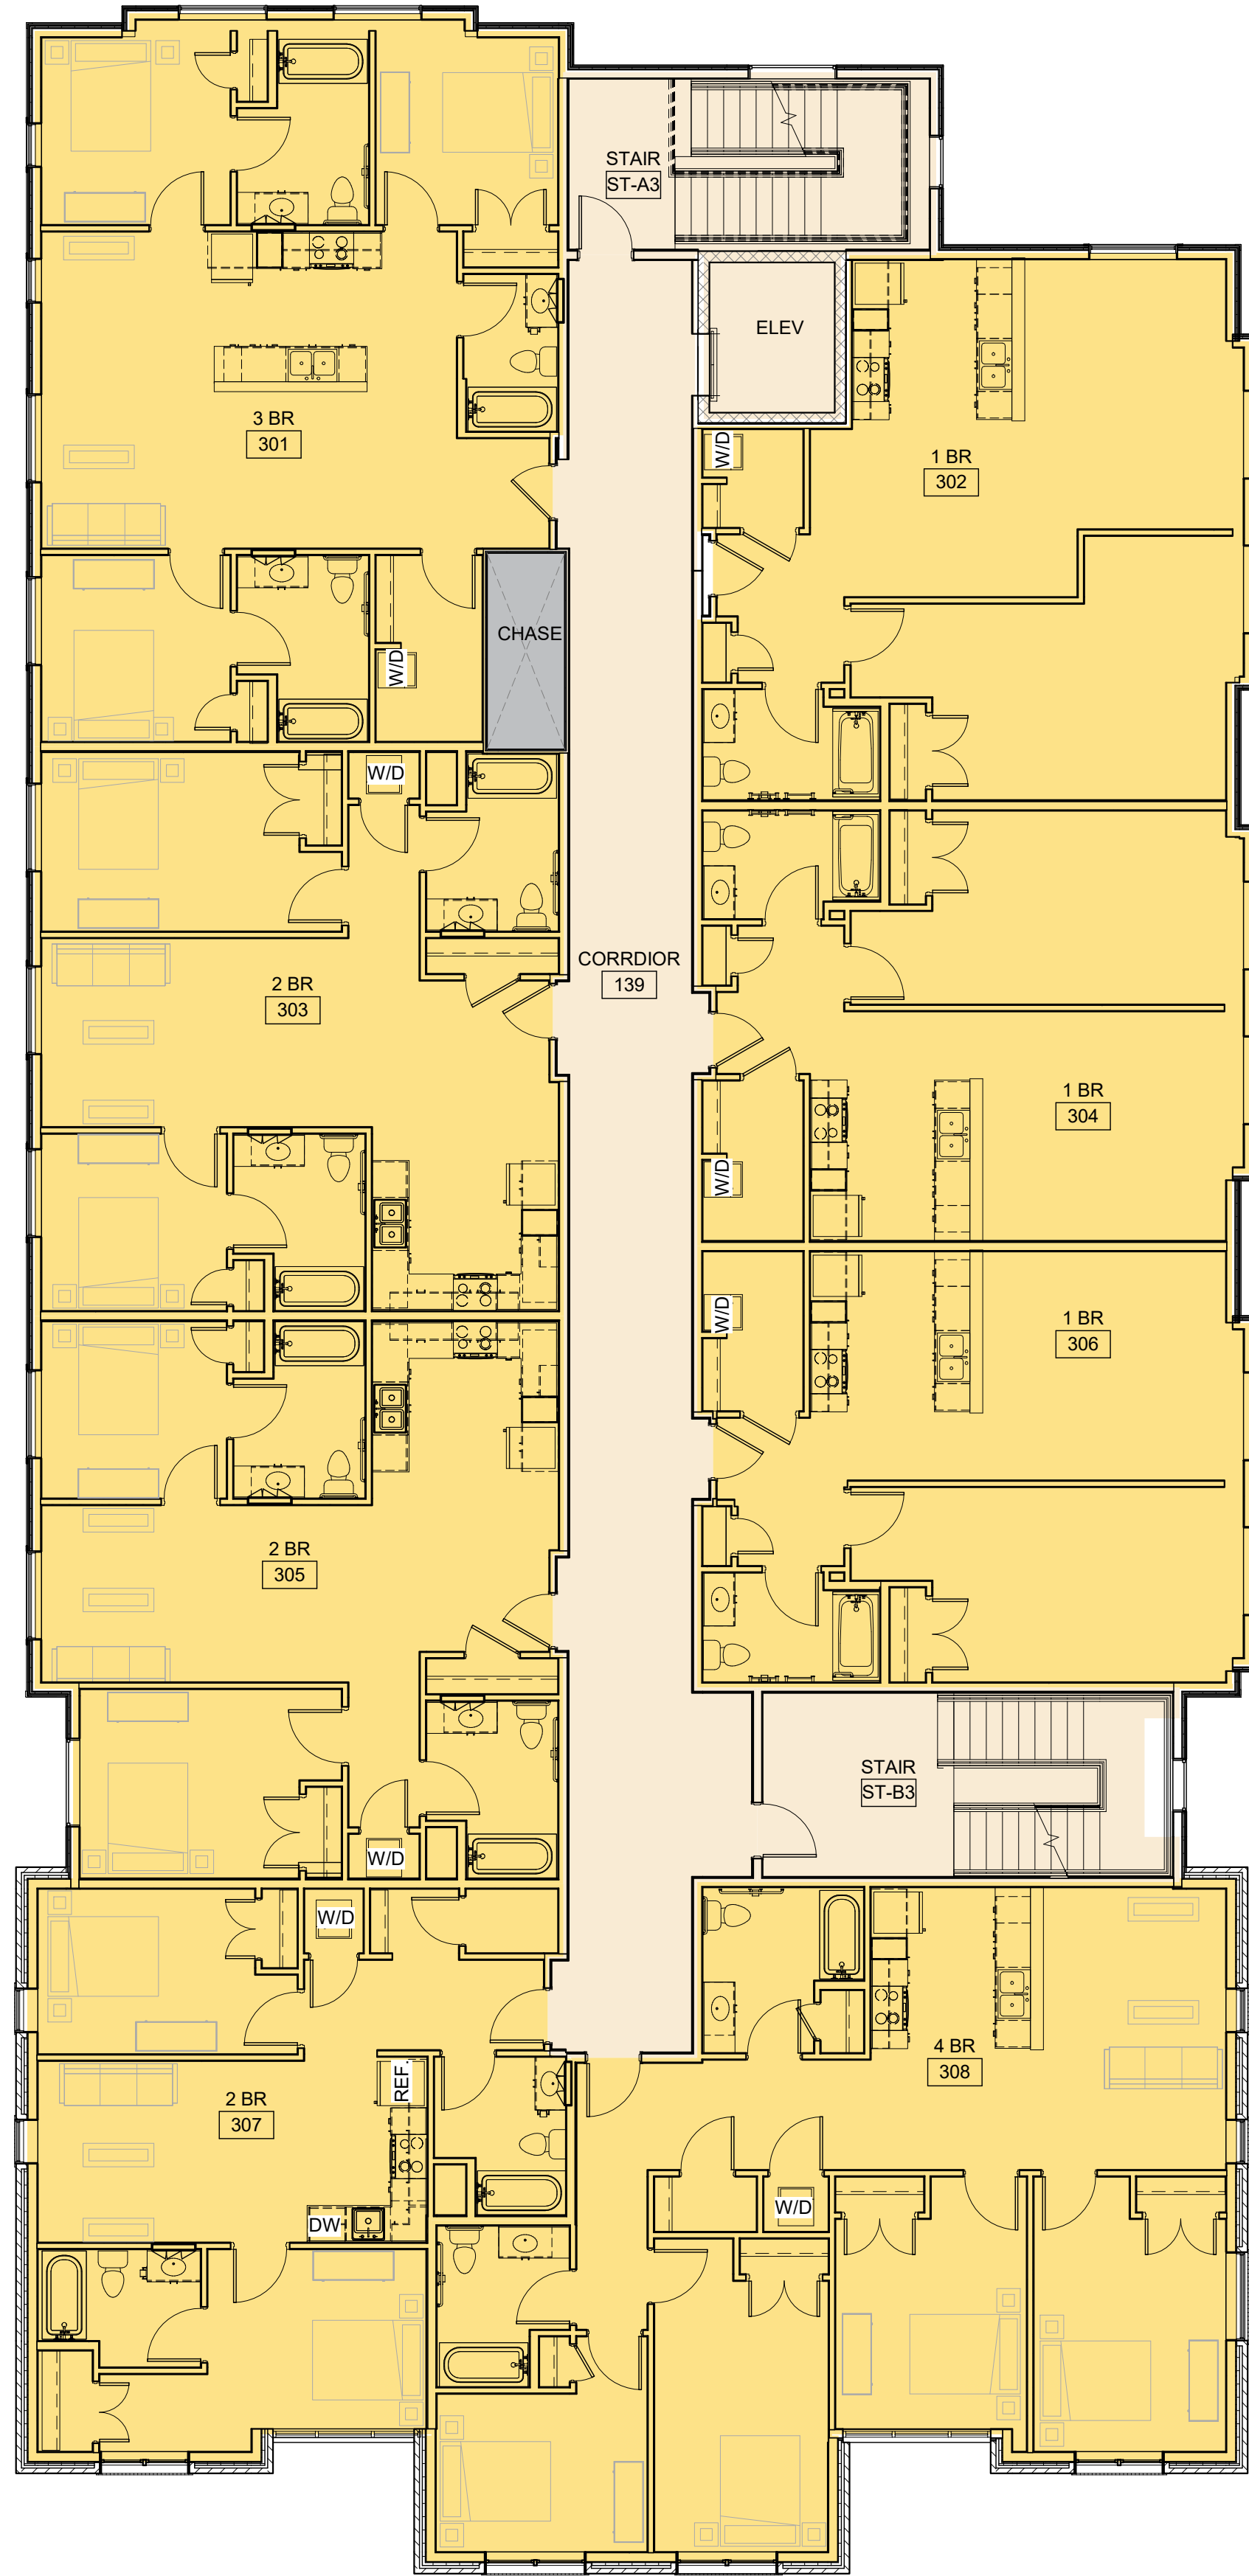 STAIR
ST-A3
ELEV
3 BR
301
W/D
1 BR
302
CHASE
W/D
W/D
CORRDIOR
139
2 BR
303
1 BR
304
W/D
W/D
1 BR
306
2 BR
305
STAIR
ST-B3
W/D
W/D
4 BR
308
REF.
2 BR
307
W/D
DW